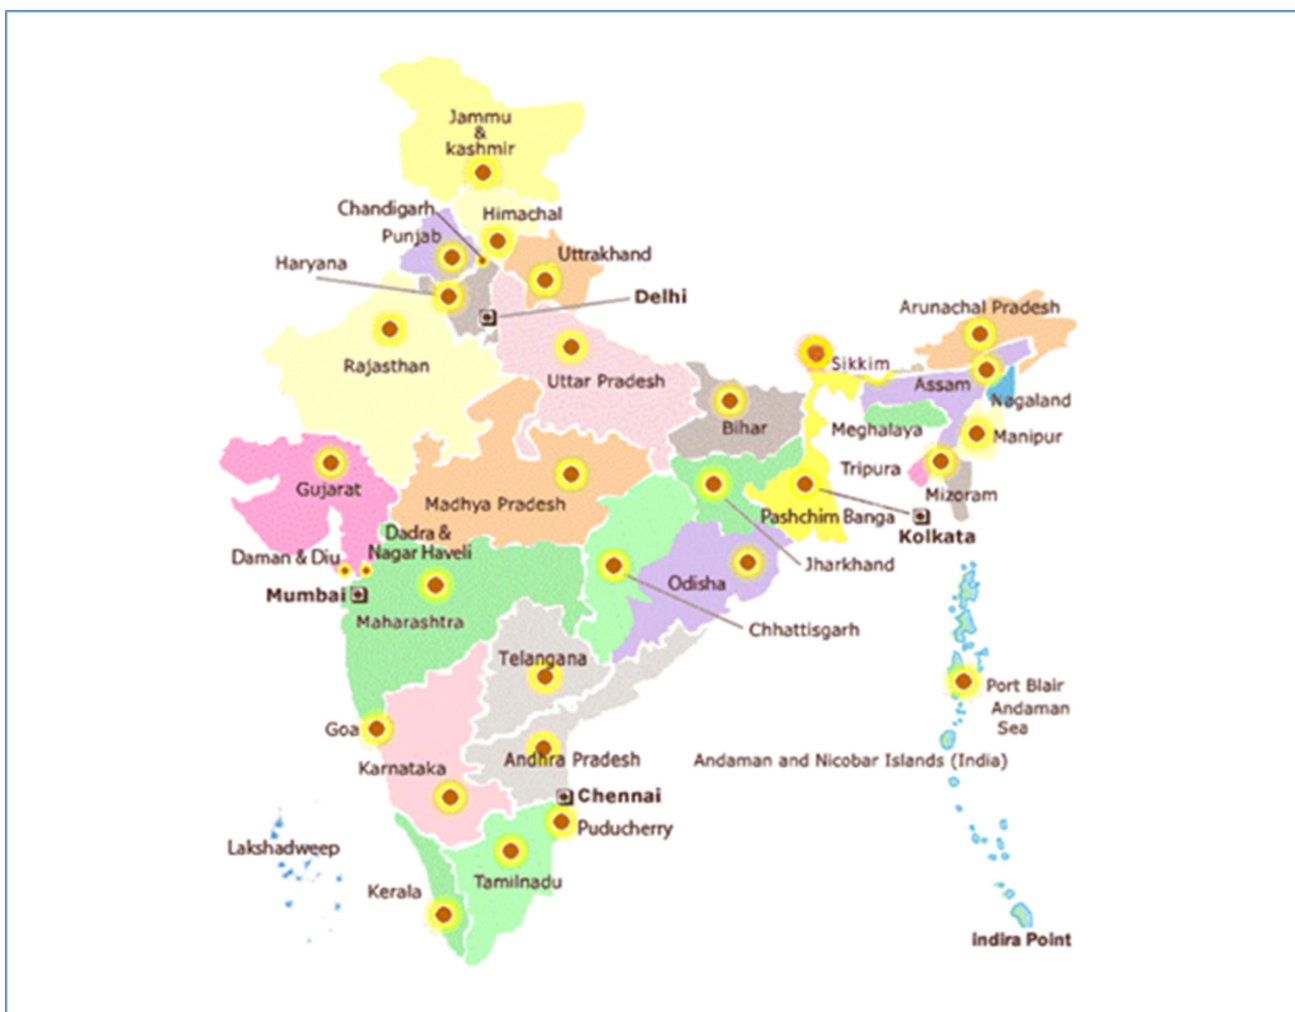 Jammu
&
kashmir
Chandigarh
Himachal
Punjab
Uttrakhand
Haryana
Delhi
Arunachal Pradesh
Rajasthan
Sikkim
Uttar Pradesh
Assam
Nagaland
Bihar
Meghalaya
Manipur
Tripura
Gujarat
Mizoram
Madhya Pradesh
Pashchim Banga
Kolkata
Dadra &
Nagar Haveli
Daman & Diu
Jharkhand
Odisha
Mumbai
Maharashtra
Chhattisgarh
Telangana
Port Blair
Andaman
Sea
Goa
Andhra Pradesh
Andaman and Nicobar Islands (India)
Karnataka
Chennai
Puducherry
Lakshadweep
Tamilnadu
Kerala
indira Point